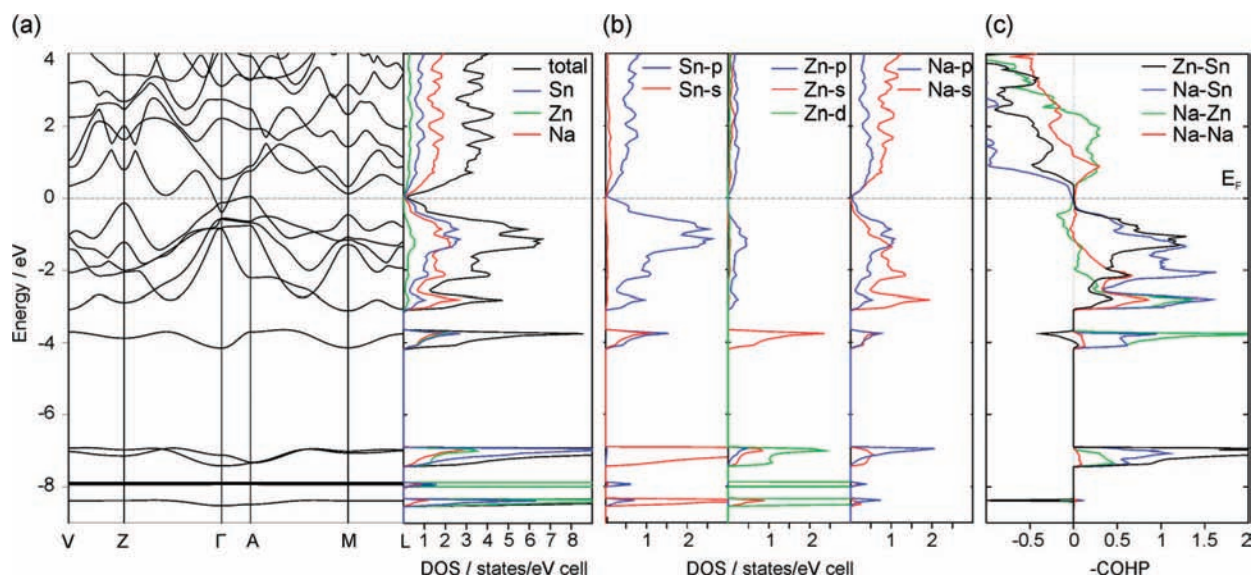 (a)
(b)
(c)
4
2
0
-2
-4
-6
-8
Energy / eV
V
Z
Γ
A
M
L
total
Sn
Zn
Na
1 2 3 4 5 6 7 8
DOS / states/eV cell
Sn-p
Sn-s
Zn-p
Zn-s
Zn-d
Na-p
Na-s
1 2
1 2
1 2
DOS / states/eV cell
Zn-Sn
Na-Sn
Na-Zn
Na-Na
EF
-0.5 0 0.5 1 1.5 2
-COHP